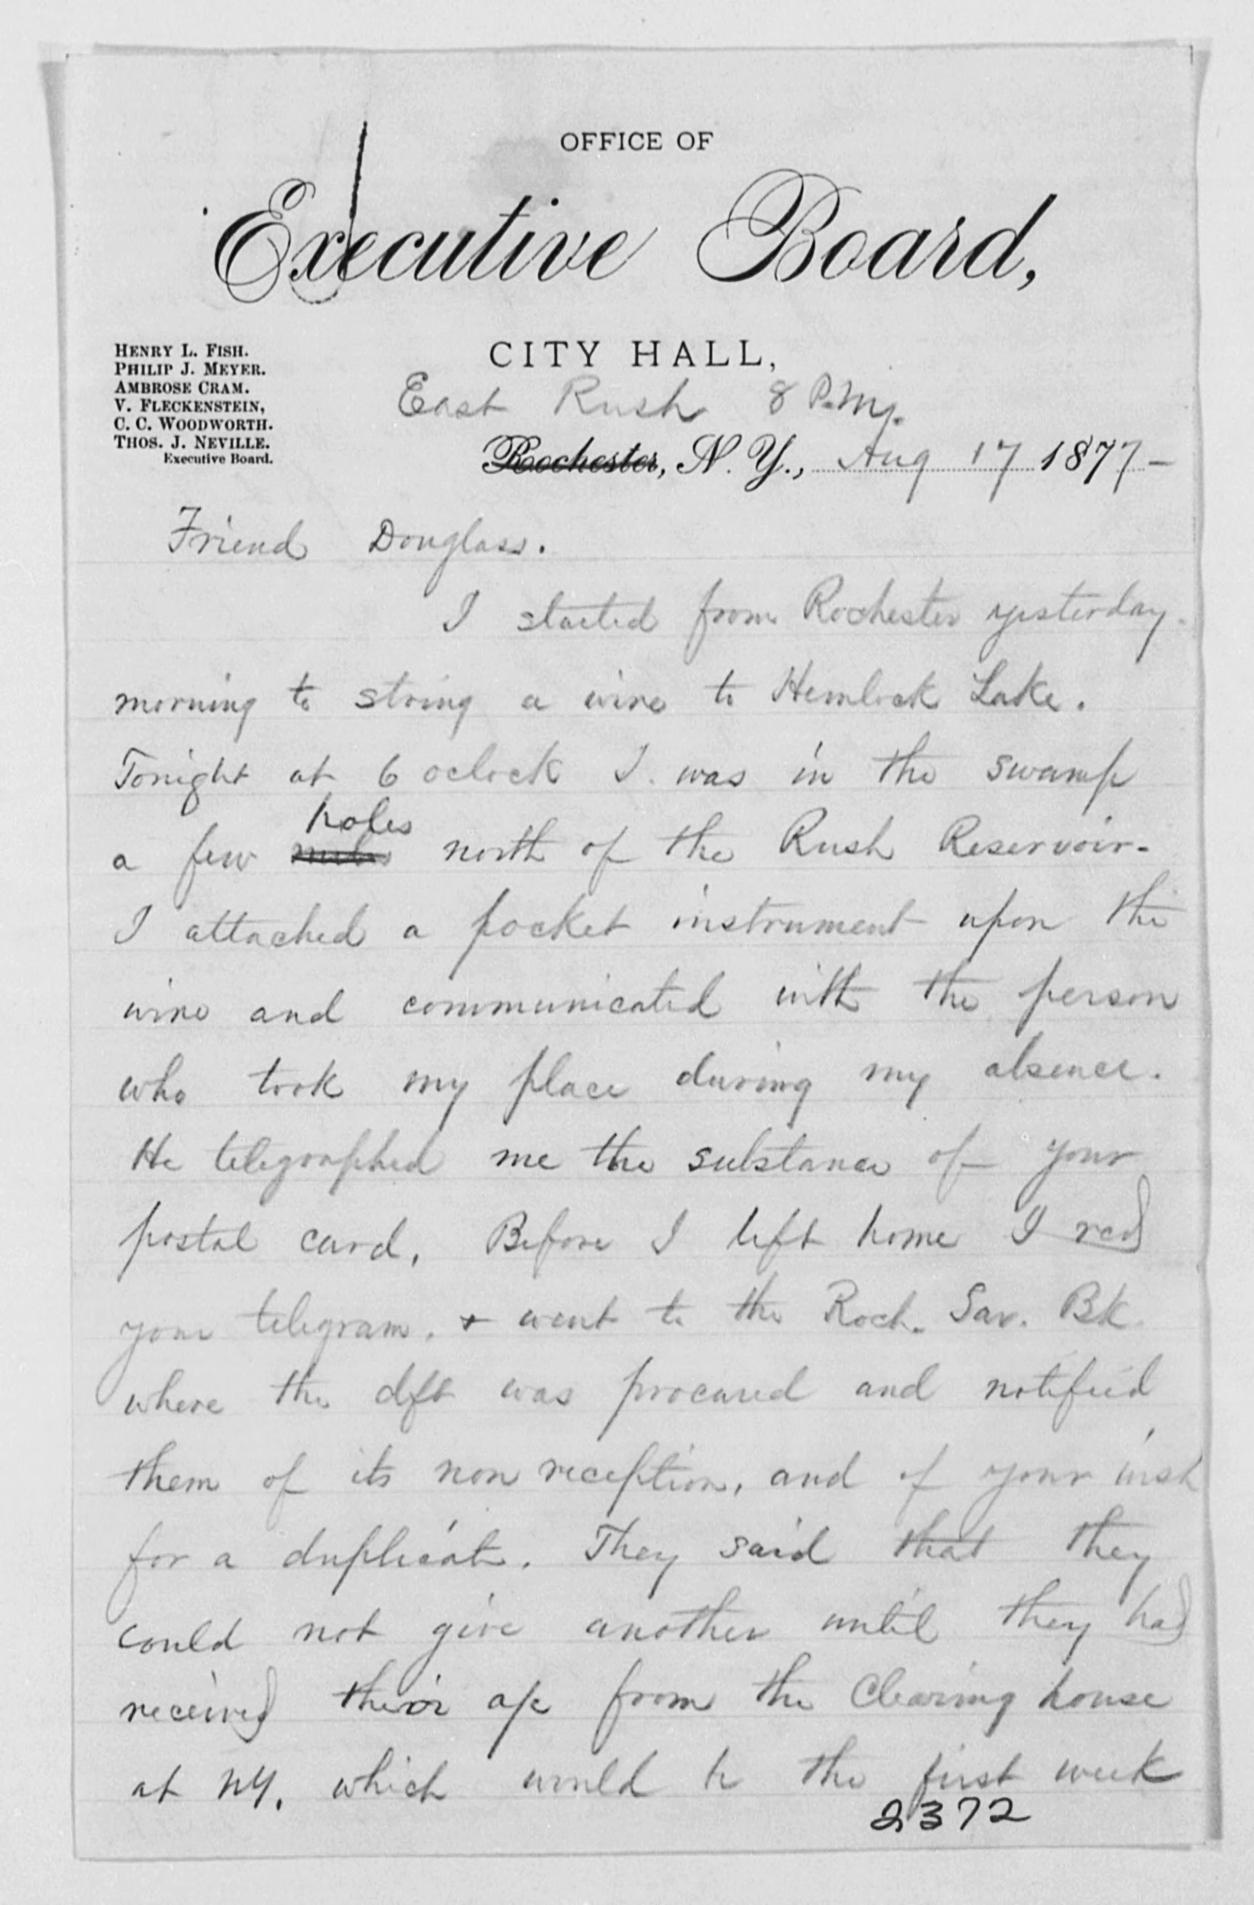 OFFICE OF
Executive Board,
CITY HALL,
HENRY L. FISH.
PHILIP J. MEYER.
AMBROSE CRAM.
V. FLECKENSTEIN,
C. C. WOODWORTH.
THOS. J. NEVILLE.
Executive Board.
East Rush 8 P.M.
Rochester, N. Y., Aug 17 1877-
Friend Douglass.
I started from Rochester yesterday
morning to string a wire to Hemlock Lake.
Tonight at 6 oclock I was in the swamp
holes
a few miles north of the Rush Reservoir.
I attached a pocket instrument upon the
wire and communicated with the person
who took my place during my absence.
He telegraphed me the substance of your
postal card. Before I left home I recd
your telegram. + went to the Roch. Sav. Bk.
where the dft was procured and notified
them of its non reception, and of your wish
for a duplicate. They said that they
could not give another until they had
received their a/c from the Clearing house
at NY. which would be the first week
2372